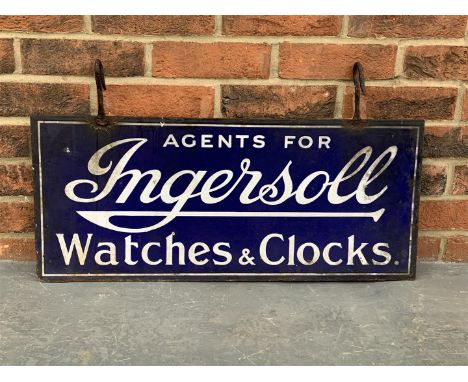 AGENTS FOR
Ingersoll
Watches & Clocks.